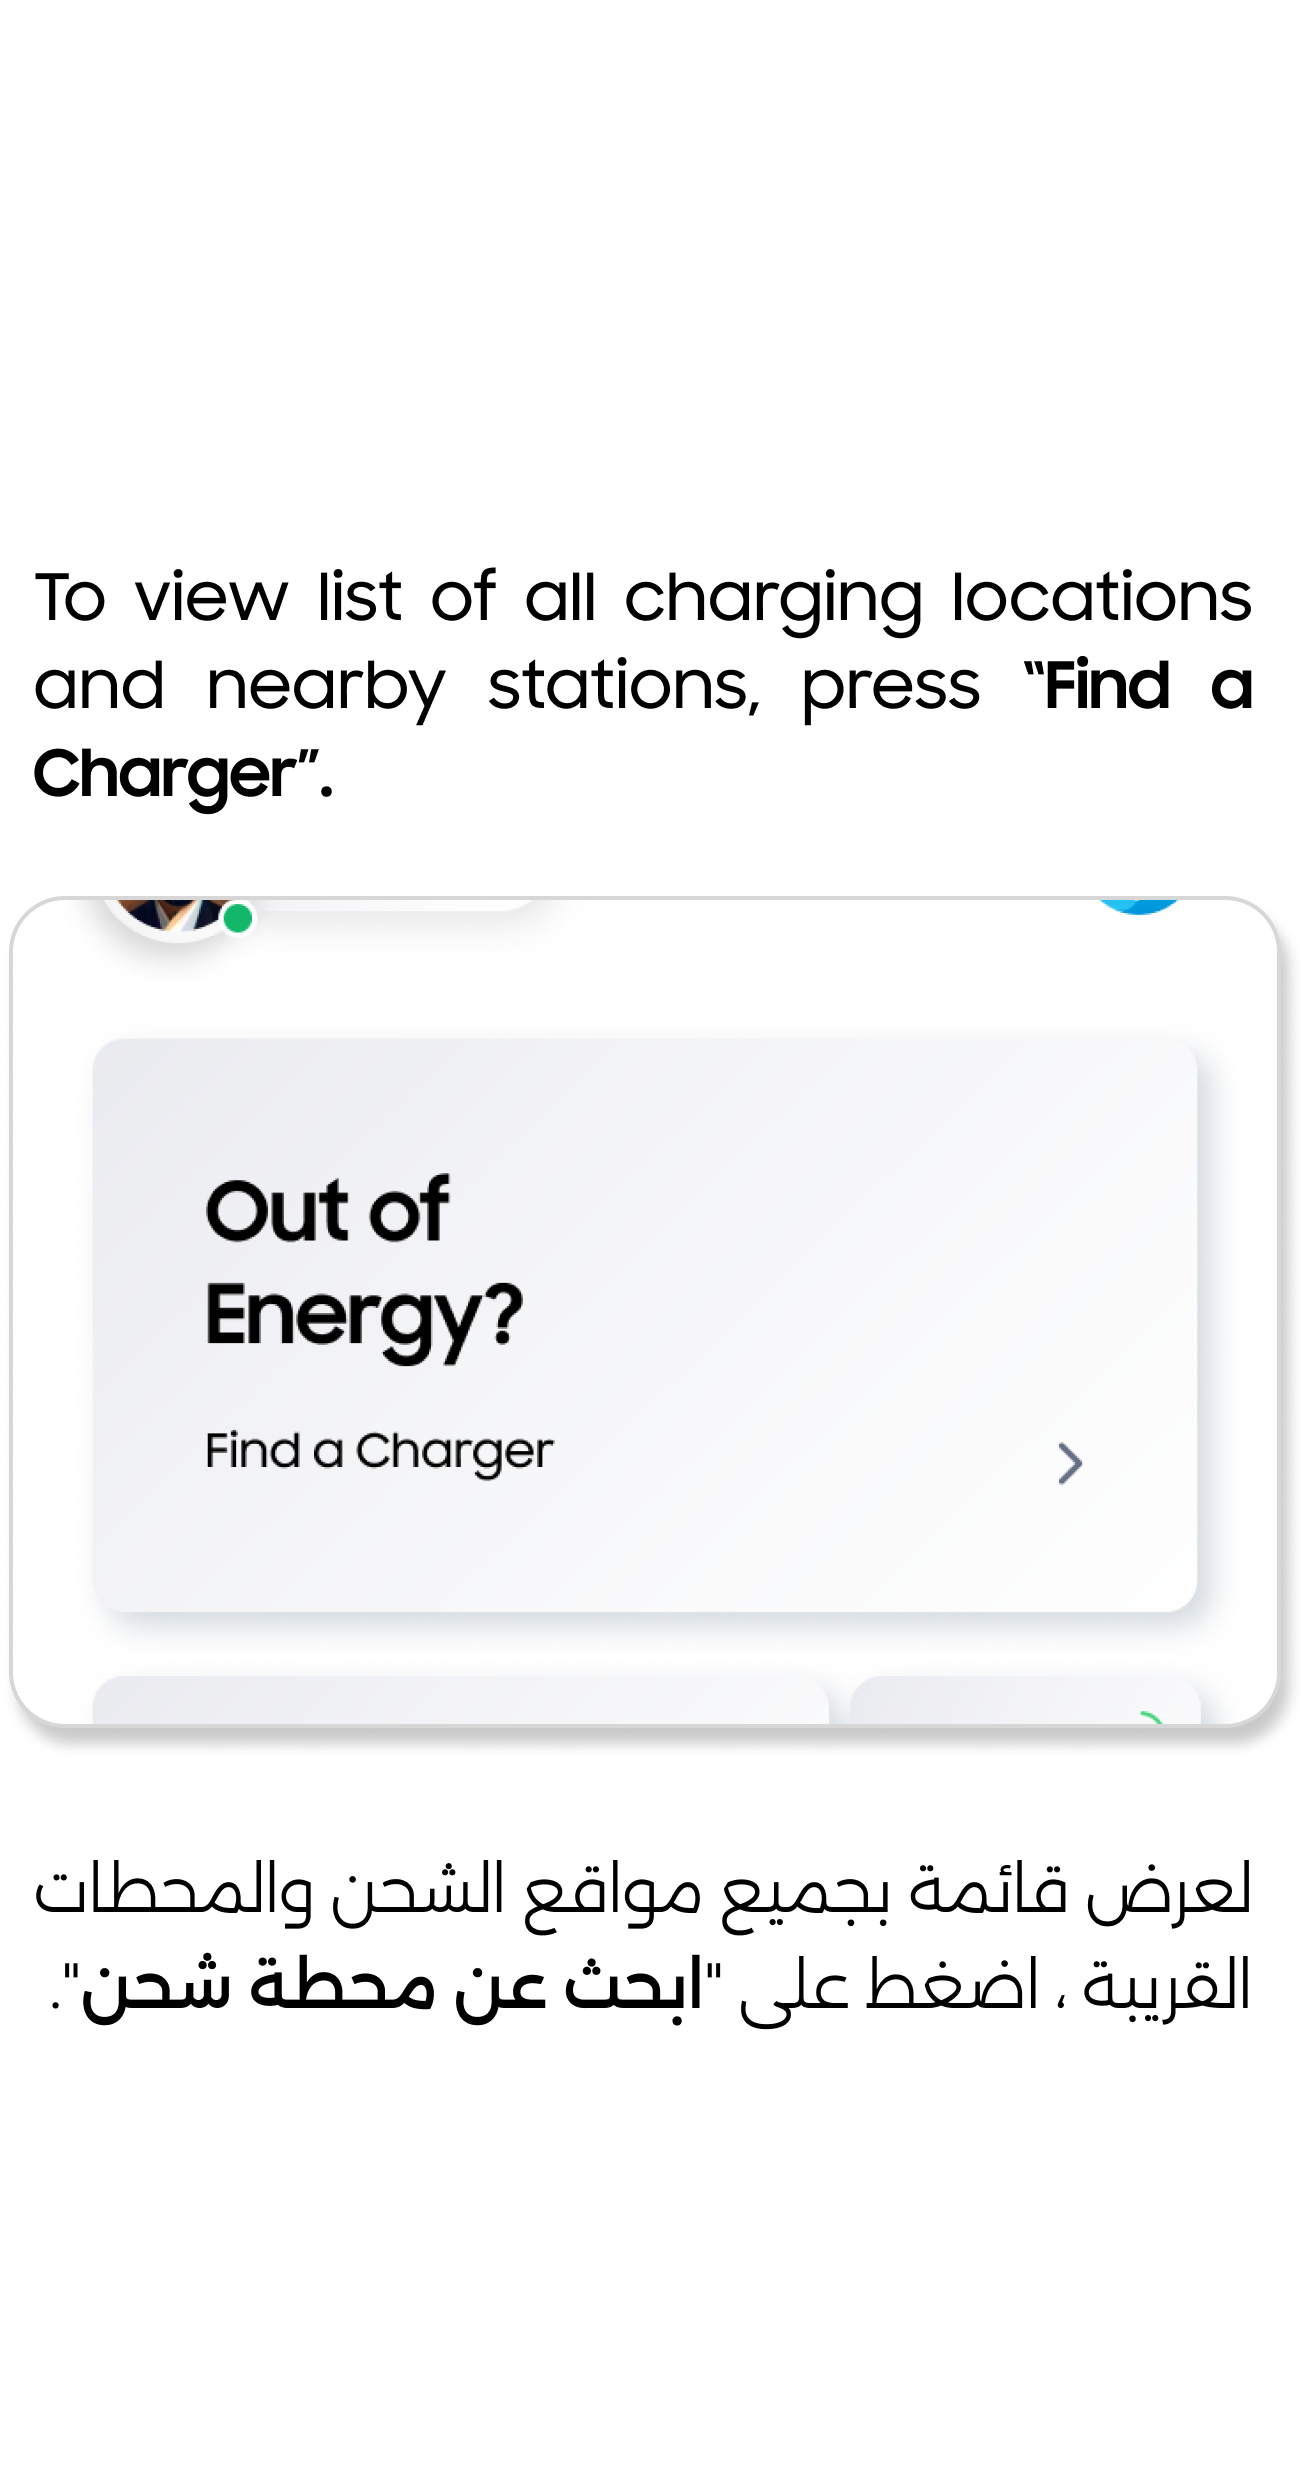 To view list of all charging locations
and nearby stations, press “Find a
Charger”.
Out of
Energy?
Find a Charger
لعرض قائمة بجميع مواقع الشحن والمحطات
القريبة ، اضغط على "ابحث عن محطة شحن".